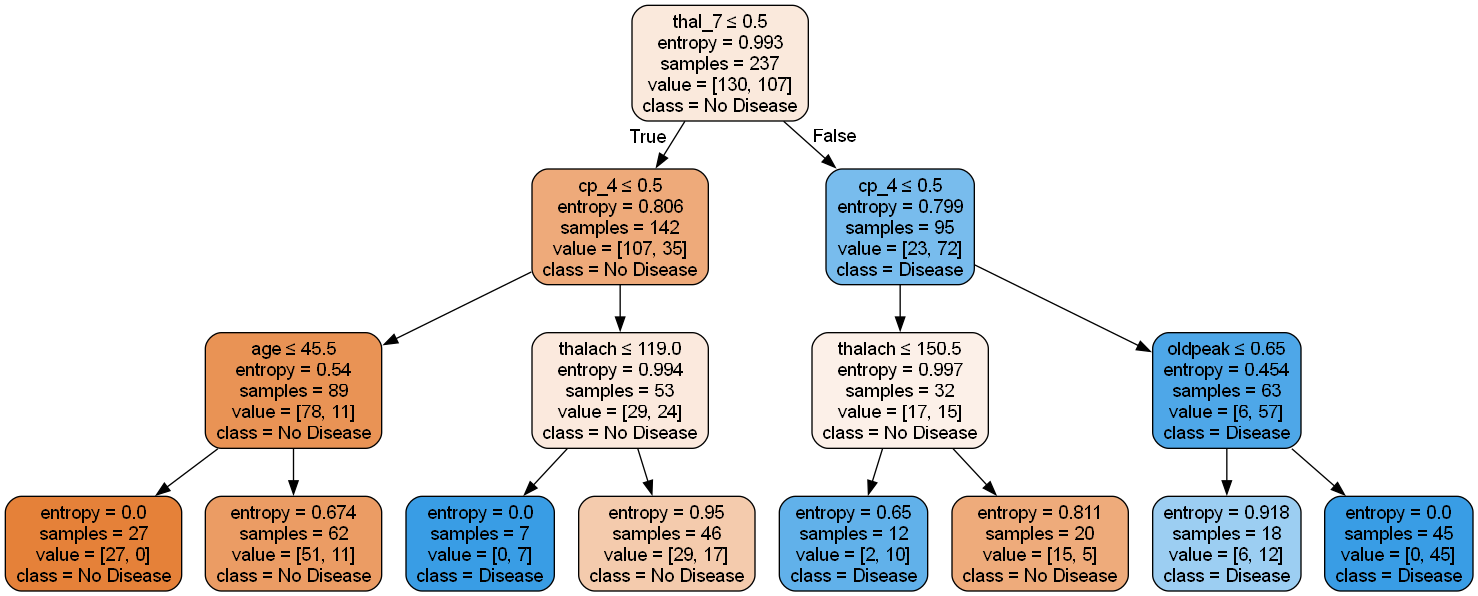 thal_7 ≤ 0.5
entropy = 0.993
samples = 237
value = [130, 107]
class = No Disease
True
False
cp_4 ≤ 0.5
entropy = 0.806
samples = 142
value = [107, 35]
class = No Disease
cp_4 ≤ 0.5
entropy = 0.799
samples = 95
value = [23, 72]
class = Disease
age ≤ 45.5
entropy = 0.54
samples = 89
value = [78, 11]
class = No Disease
thalach ≤ 119.0
entropy = 0.994
samples = 53
value = [29, 24]
class = No Disease
thalach ≤ 150.5
entropy = 0.997
samples = 32
value = [17, 15]
class = No Disease
oldpeak ≤ 0.65
entropy = 0.454
samples = 63
value = [6, 57]
class = Disease
entropy = 0.0
samples = 27
value = [27, 0]
class = No Disease
entropy = 0.674
samples = 62
value = [51, 11]
class = No Disease
entropy = 0.0
samples = 7
value = [0, 7]
class = Disease
entropy = 0.95
samples = 46
value = [29, 17]
class = No Disease
entropy = 0.65
samples = 12
value = [2, 10]
class = Disease
entropy = 0.811
samples = 20
value = [15, 5]
class = No Disease
entropy = 0.918
samples = 18
value = [6, 12]
class = Disease
entropy = 0.0
samples = 45
value = [0, 45]
class = Disease